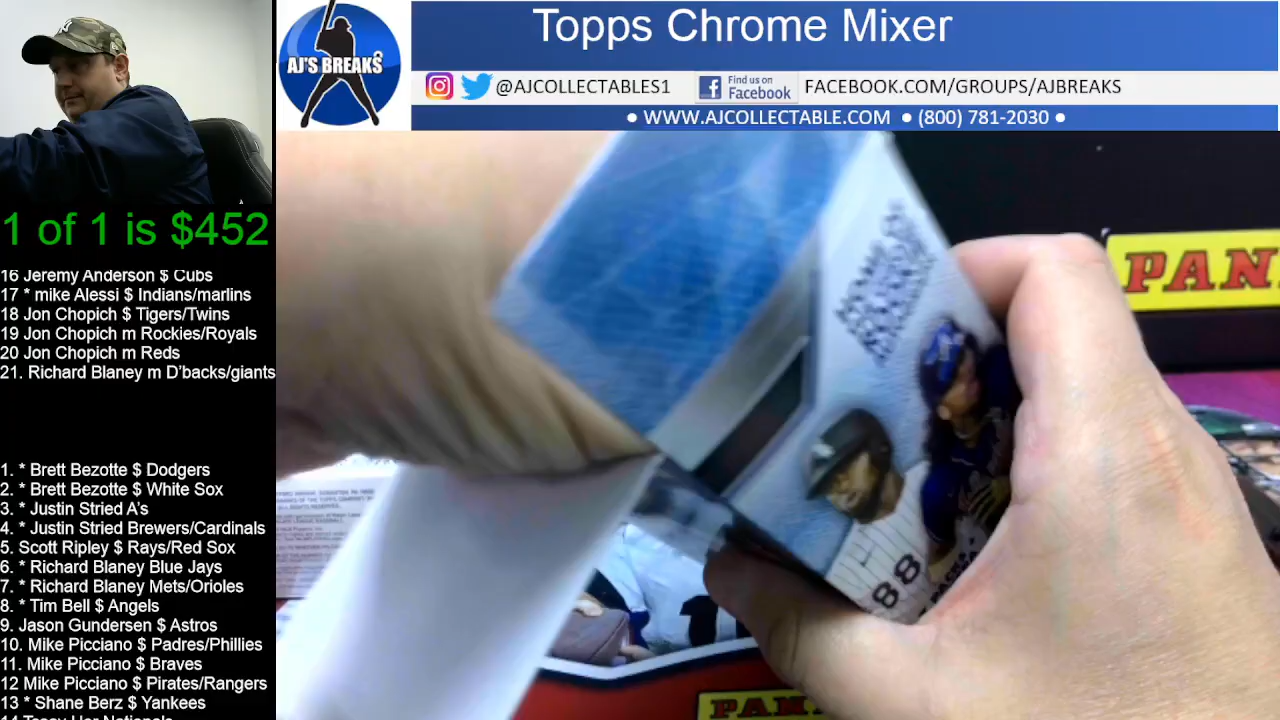 Topps Chrome Mixer
AJ'S BREAKS
@AJCOLLECTABLES1
Find us on
Facebook
FACEBOOK.COM/GROUPS/AJBREAKS
● WWW.AJCOLLECTABLE.COM ● (800) 781-2030 ●
1 of 1 is $452
16 Jeremy Anderson $ Cubs
17 * mike Alessi $ Indians/marlins
18 Jon Chopich $ Tigers/Twins
19 Jon Chopich m Rockies/Royals
20 Jon Chopich m Reds
21. Richard Blaney m D'backs/giants
1. * Brett Bezotte $ Dodgers
2. * Brett Bezotte $ White Sox
3. * Justin Stried A's
4. * Justin Stried Brewers/Cardinals
5. Scott Ripley $ Rays/Red Sox
6. * Richard Blaney Blue Jays
7. * Richard Blaney Mets/Orioles
8. * Tim Bell $ Angels
9. Jason Gundersen $ Astros
10. Mike Picciano $ Padres/Phillies
11. Mike Picciano $ Braves
12 Mike Picciano $ Pirates/Rangers
13 * Shane Berz $ Yankees
PANI
88
PANI